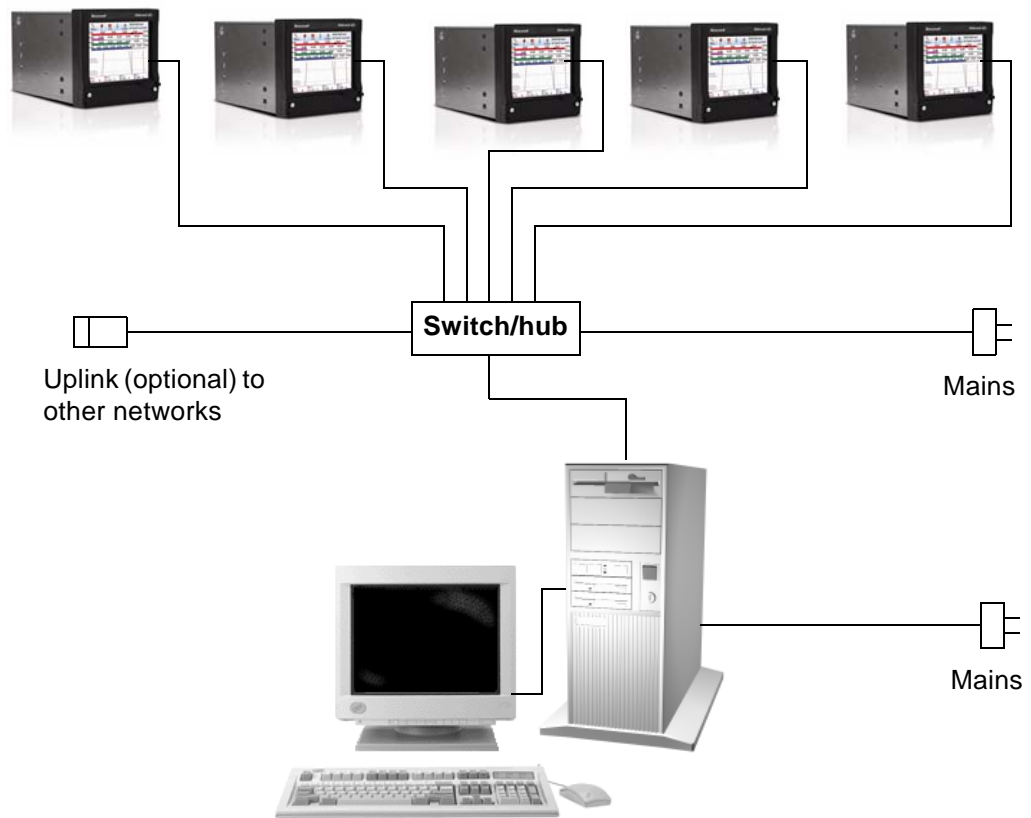 Switch/hub
Uplink (optional) to
other networks
Mains
Mains